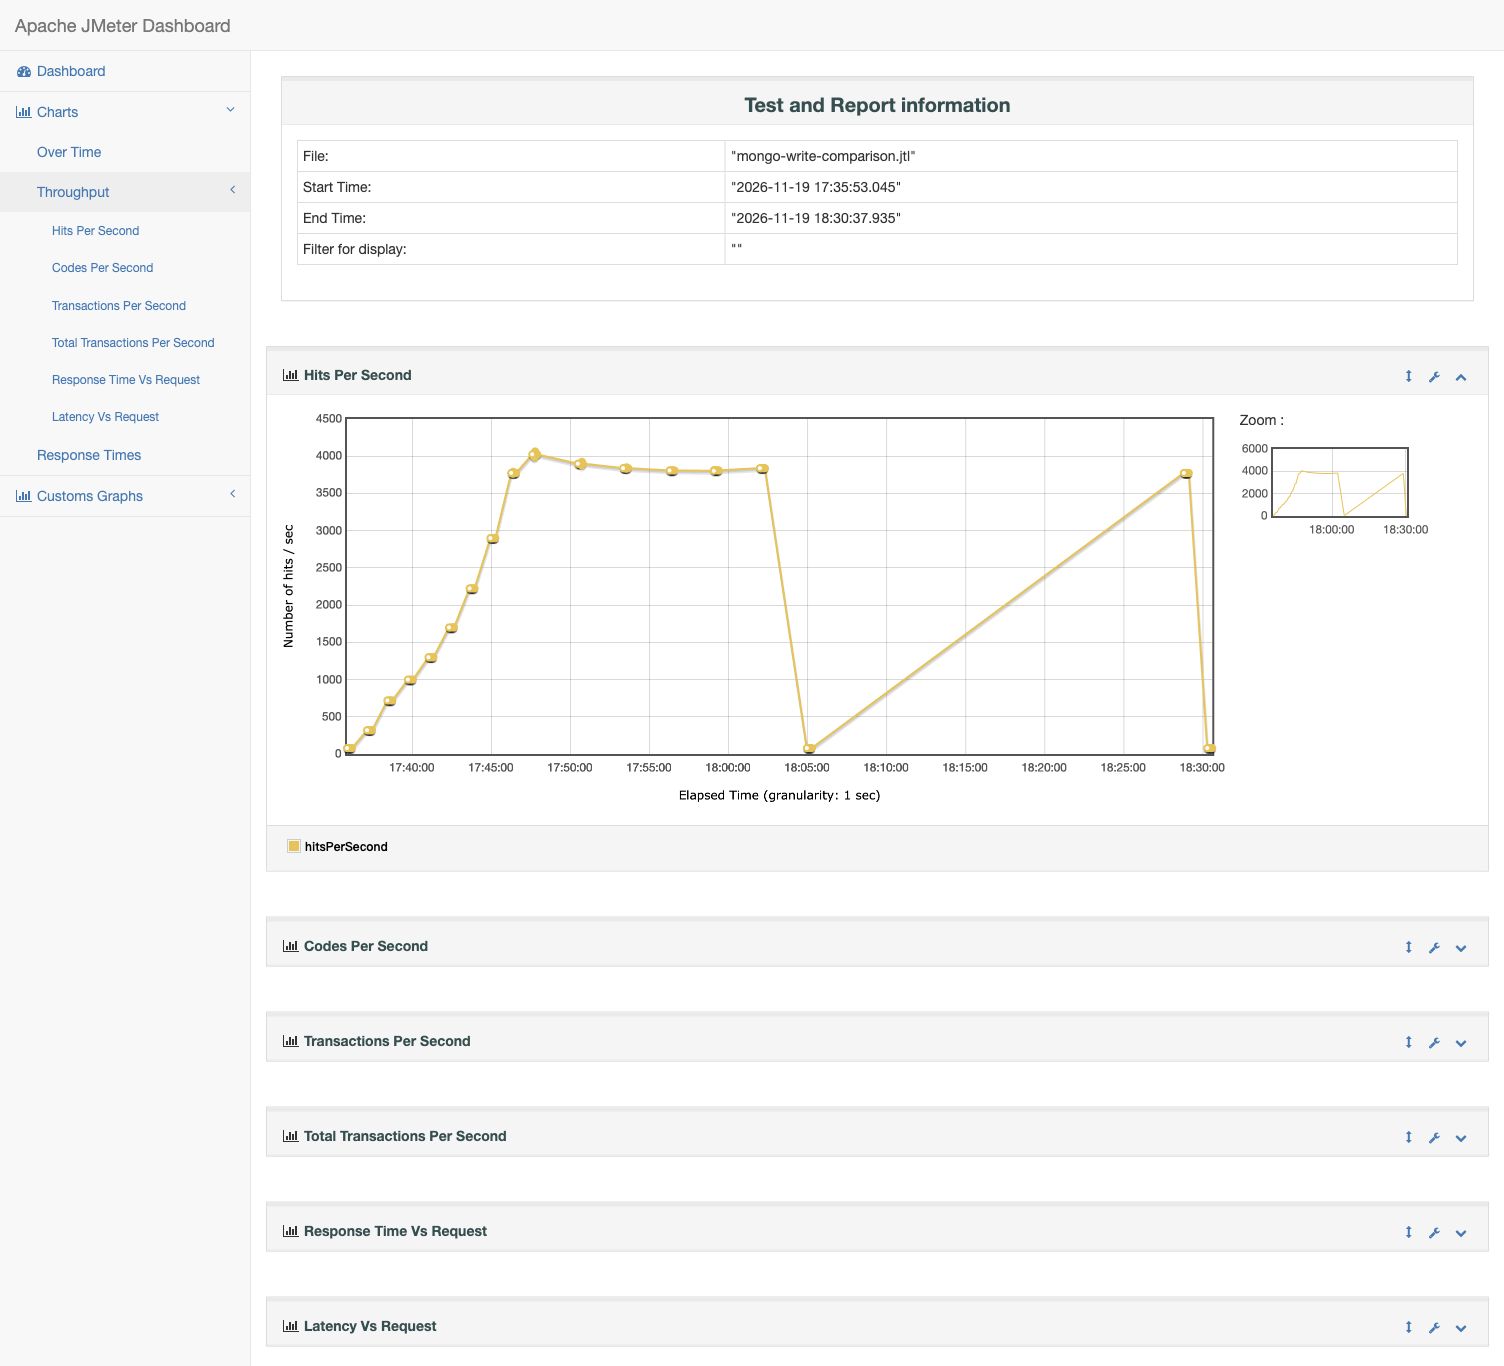 Apache JMeter Dashboard
Dashboard
Charts
Over Time
Throughput
Hits Per Second
Codes Per Second
Transactions Per Second
Total Transactions Per Second
Response Time Vs Request
Latency Vs Request
Response Times
Customs Graphs
Test and Report information
File: "mongo-write-comparison.jtl"
Start Time: "2026-11-19 17:35:53.045"
End Time: "2026-11-19 18:30:37.935"
Filter for display: ""
Hits Per Second
Number of hits / sec
4500
4000
3500
3000
2500
2000
1500
1000
500
0
17:40:00 17:45:00 17:50:00 17:55:00 18:00:00 18:05:00 18:10:00 18:15:00 18:20:00 18:25:00 18:30:00
Elapsed Time (granularity: 1 sec)
Zoom :
6000
4000
2000
0
18:00:00 18:30:00
hitsPerSecond
Codes Per Second
Transactions Per Second
Total Transactions Per Second
Response Time Vs Request
Latency Vs Request